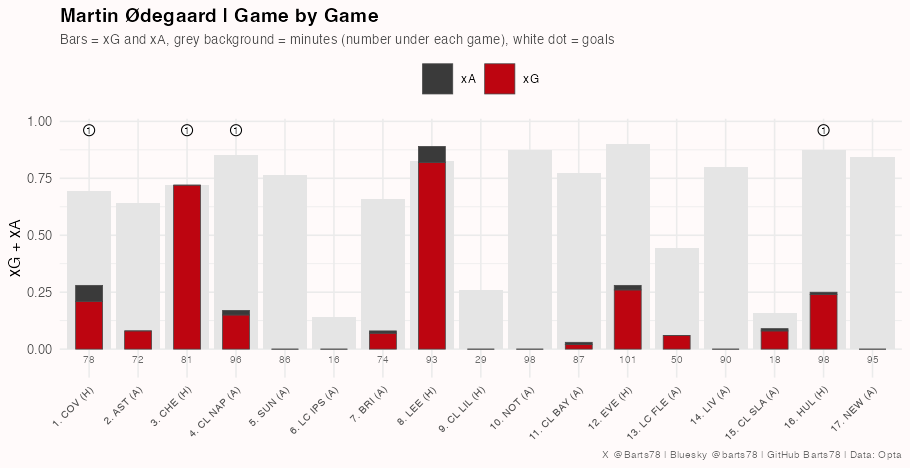 Martin Ødegaard | Game by Game
Bars = xG and xA, grey background = minutes (number under each game), white dot = goals
xA
xG
xG + xA
1.00
0.75
0.50
0.25
0.00
1
1
1
1
78
72
81
96
86
16
74
93
29
98
87
101
50
90
18
98
95
1. COV (H)
2. AST (A)
3. CHE (H)
4. CL NAP (A)
5. SUN (A)
6. LC IPS (A)
7. BRI (A)
8. LEE (H)
9. CL LIL (H)
10. NOT (A)
11. CL BAY (A)
12. EVE (H)
13. LC FLE (A)
14. LIV (A)
15. CL SLA (A)
16. HUL (H)
17. NEW (A)
X @Barts78 | Bluesky @barts78 | GitHub Barts78 | Data: Opta